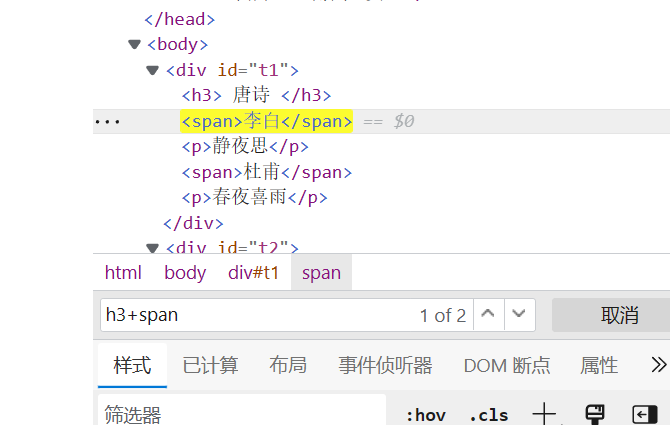 </head>
<body>
<div id="t1">
<h3> 唐诗 </h3>
<span>李白</span> == $0
<p>静夜思</p>
<span>杜甫</span>
<p>春夜喜雨</p>
</div>
<div id="t2">
html body div#t1 span
h3+span 1 of 2 取消
样式 已计算 布局 事件侦听器 DOM 断点 属性
筛选器 :hov .cls